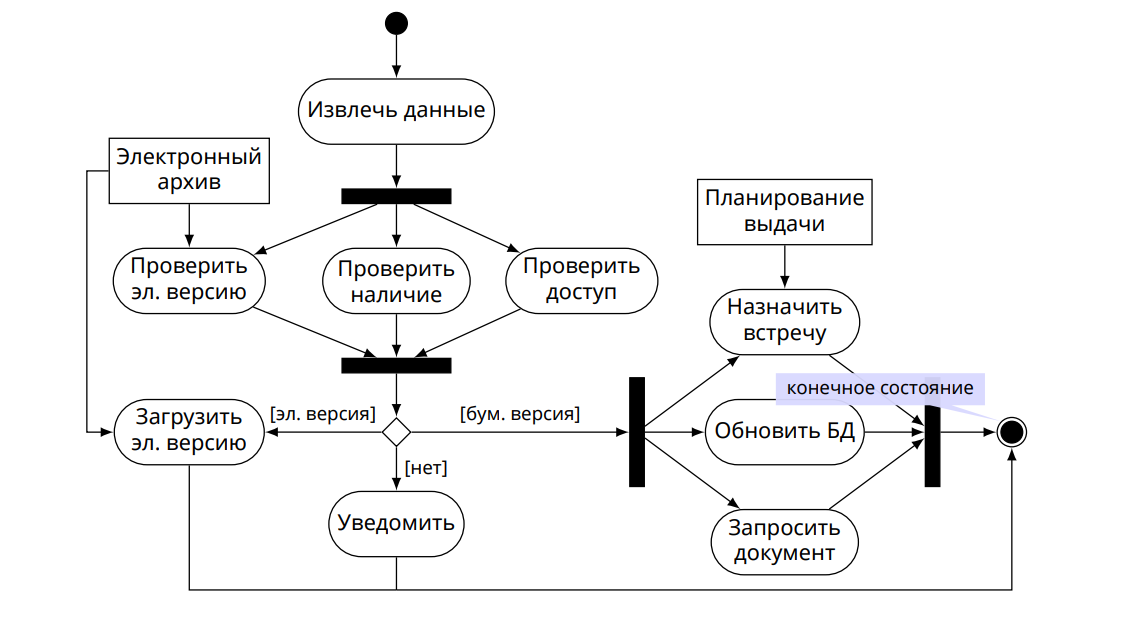 Извлечь данные
Электронный
архив
Планирование
выдачи
Проверить
эл. версию
Проверить
наличие
Проверить
доступ
Назначить
встречу
конечное состояние
Загрузить
эл. версию
[эл. версия]
[бум. версия]
Обновить БД
[нет]
Уведомить
Запросить
документ